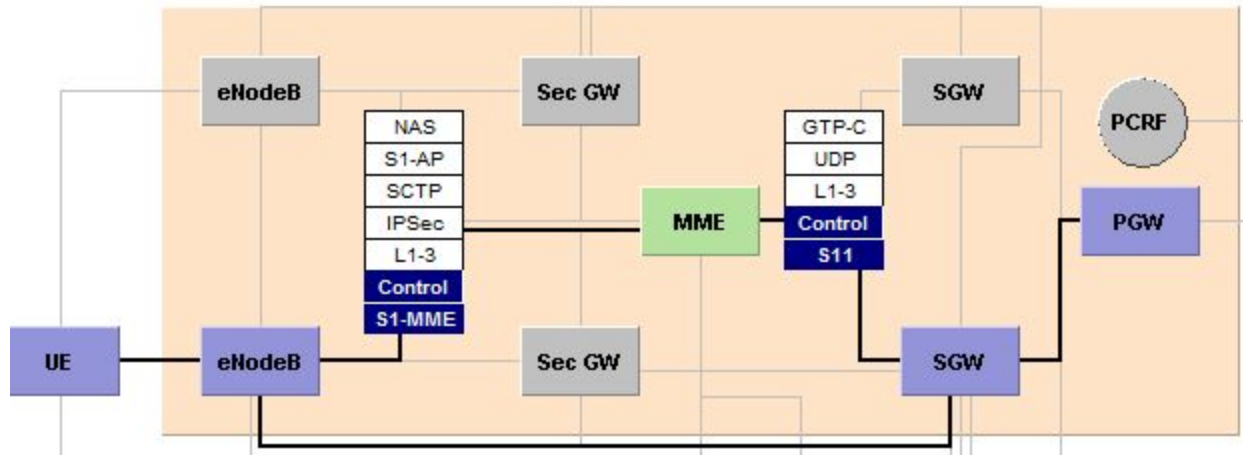 eNodeB
Sec GW
SGW
PCRF
NAS
S1-AP
SCTP
IPSec
L1-3
Control
S1-MME
GTP-C
UDP
L1-3
Control
S11
MME
PGW
UE
eNodeB
Sec GW
SGW